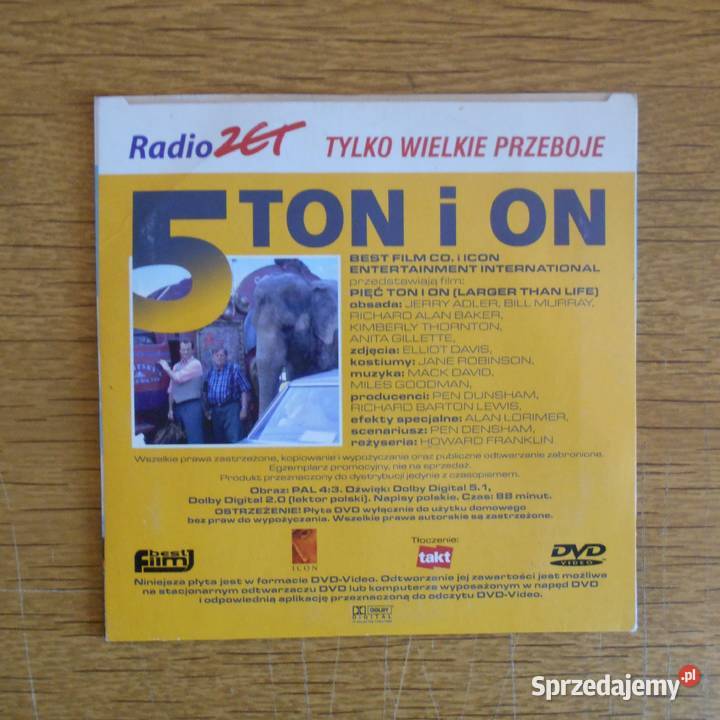 Radio ZET TYLKO WIELKIE PRZEBOJE
5 TON i ON
BEST FILM CO. i ICON
ENTERTAINMENT INTERNATIONAL
przedstawiają film:
PIĘĆ TON I ON (LARGER THAN LIFE)
obsada: JERRY ADLER, BILL MURRAY,
RICHARD ALAN BAKER,
KIMBERLY THORNTON,
ANITA GILLETTE,
zdjęcia: ELLIOT DAVIS,
kostiumy: JANE ROBINSON,
muzyka: MACK DAVID,
MILES GOODMAN,
producenci: PEN DUNSHAM,
RICHARD BARTON LEWIS,
efekty specjalne: ALAN LORIMER,
scenariusz: PEN DENSHAM,
reżyseria: HOWARD FRANKLIN
Wszelkie prawa zastrzeżone, kopiowanie i wypożyczanie oraz publiczne odtwarzanie zabronione.
Egzemplarz promocyjny, nie na sprzedaż.
Produkt przeznaczony do dystrybucji jedynie z czasopismem.
Obraz: PAL 4:3. Dźwięk: Dolby Digital 5.1,
Dolby Digital 2.0 (lektor polski). Napisy polskie. Czas: 88 minut.
OSTRZEŻENIE! Płyta DVD wyłącznie do użytku domowego
bez praw do wypożyczania. Wszelkie prawa autorskie są zastrzeżone.
best film
ICON
Tłoczenie:
takt
DVD
VIDEO
Niniejsza płyta jest w formacie DVD-Video. Odtworzenie jej zawartości jest możliwe
na stacjonarnym odtwarzaczu DVD lub komputerze wyposażonym w napęd DVD
i odpowiednią aplikację przeznaczoną do odczytu DVD-Video.
DOLBY
DIGITAL
Sprzedajemy.pl